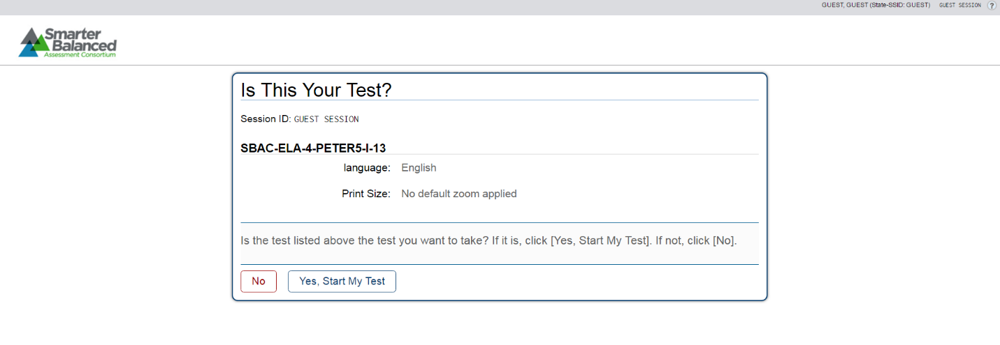 GUEST, GUEST (State-SSID: GUEST) GUEST SESSION ?
Smarter
Balanced
Assessment Consortium
Is This Your Test?
Session ID: GUEST SESSION
SBAC-ELA-4-PETER5-I-13
language: English
Print Size: No default zoom applied
Is the test listed above the test you want to take? If it is, click [Yes, Start My Test]. If not, click [No].
No Yes, Start My Test